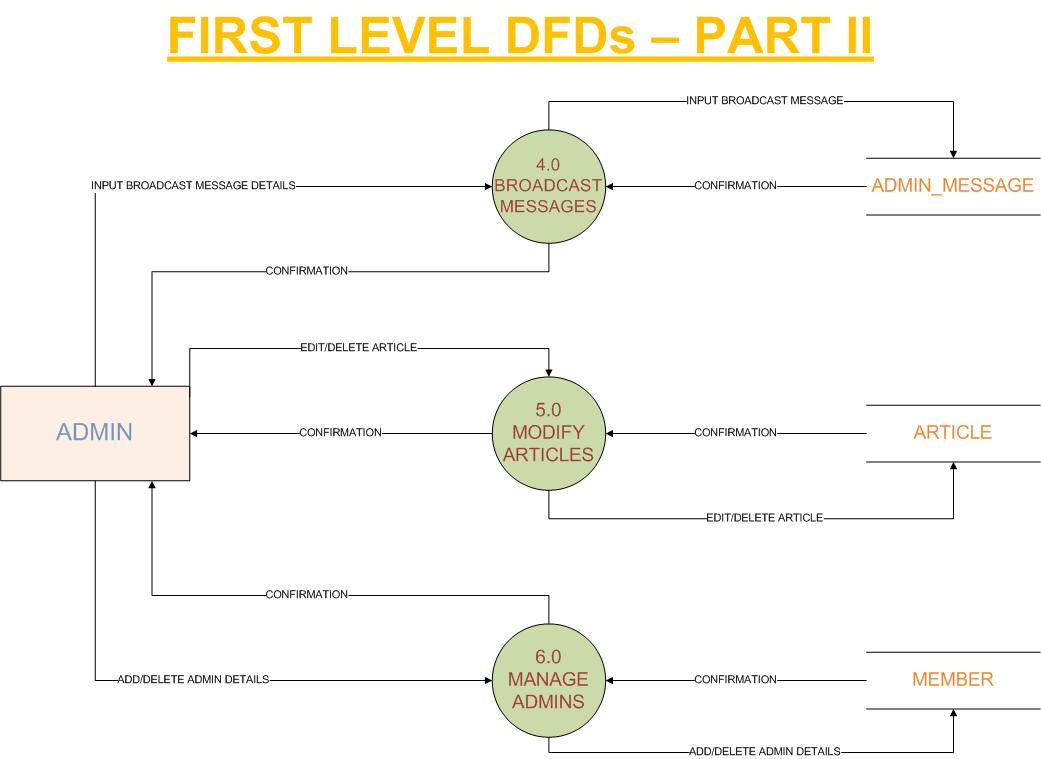 FIRST LEVEL DFDs – PART II
INPUT BROADCAST MESSAGE
4.0
BROADCAST
MESSAGES
INPUT BROADCAST MESSAGE DETAILS
CONFIRMATION
ADMIN_MESSAGE
CONFIRMATION
EDIT/DELETE ARTICLE
ADMIN
CONFIRMATION
5.0
MODIFY
ARTICLES
CONFIRMATION
ARTICLE
EDIT/DELETE ARTICLE
CONFIRMATION
6.0
MANAGE
ADMINS
ADD/DELETE ADMIN DETAILS
CONFIRMATION
MEMBER
ADD/DELETE ADMIN DETAILS